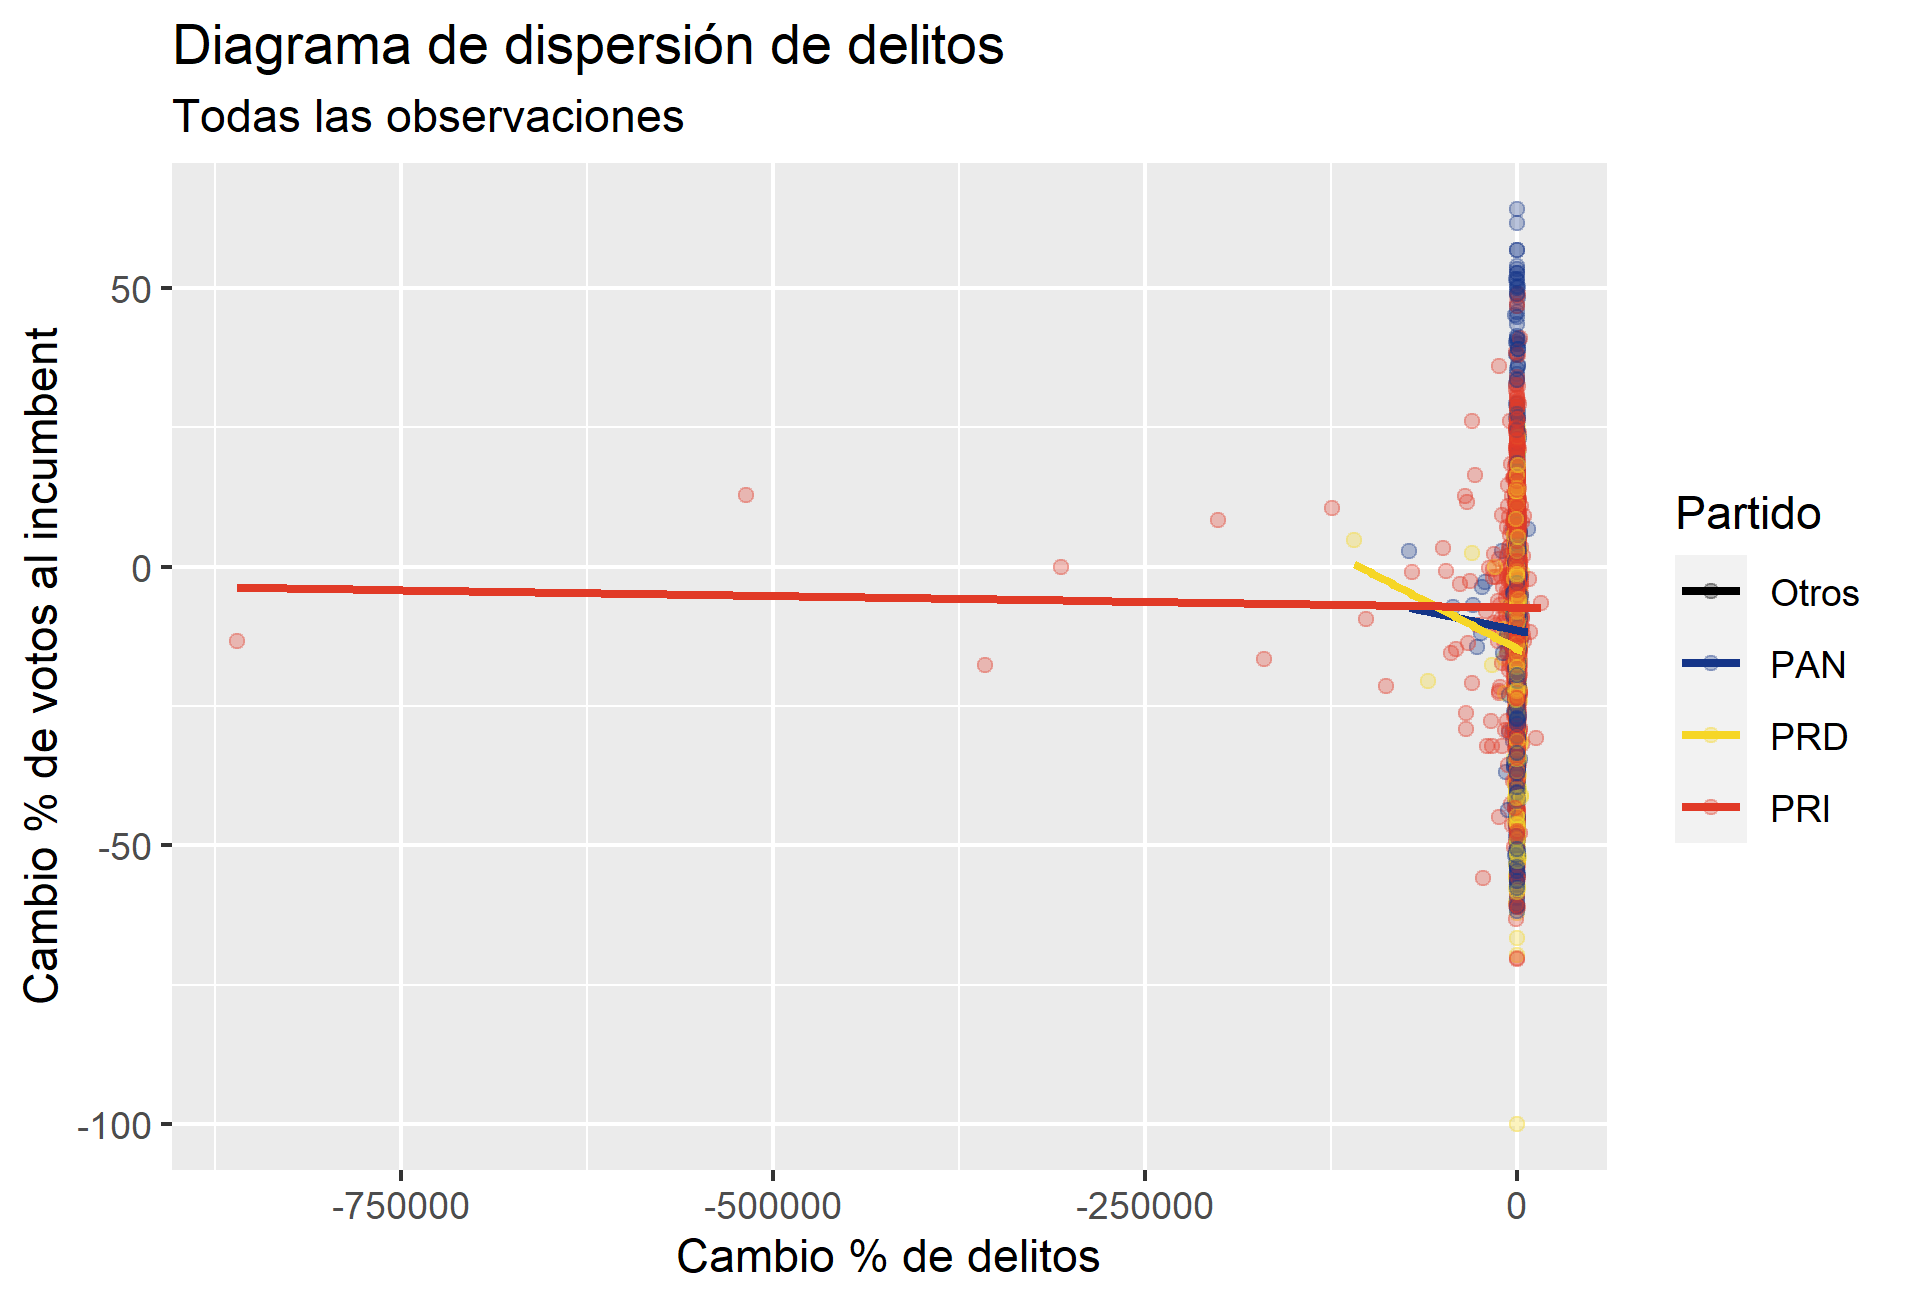 Diagrama de dispersión de delitos
Todas las observaciones
Cambio % de votos al incumbent
50
0
-50
-100
-750000
-500000
-250000
0
Cambio % de delitos
Partido
Otros
PAN
PRD
PRI